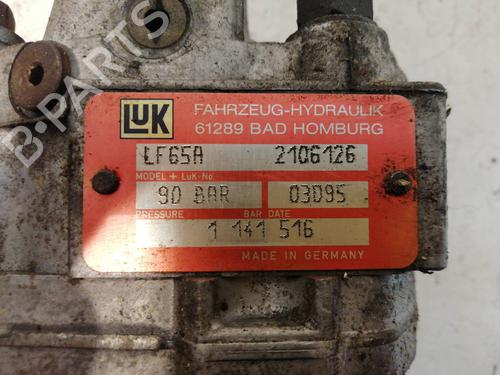 LUK
FAHRZEUG-HYDRAULIK
61289 BAD HOMBURG
LF65A 2106126
MODEL + LuK-No.
90 BAR 03D95
PRESSURE BAR DATE
1 141 516
MADE IN GERMANY